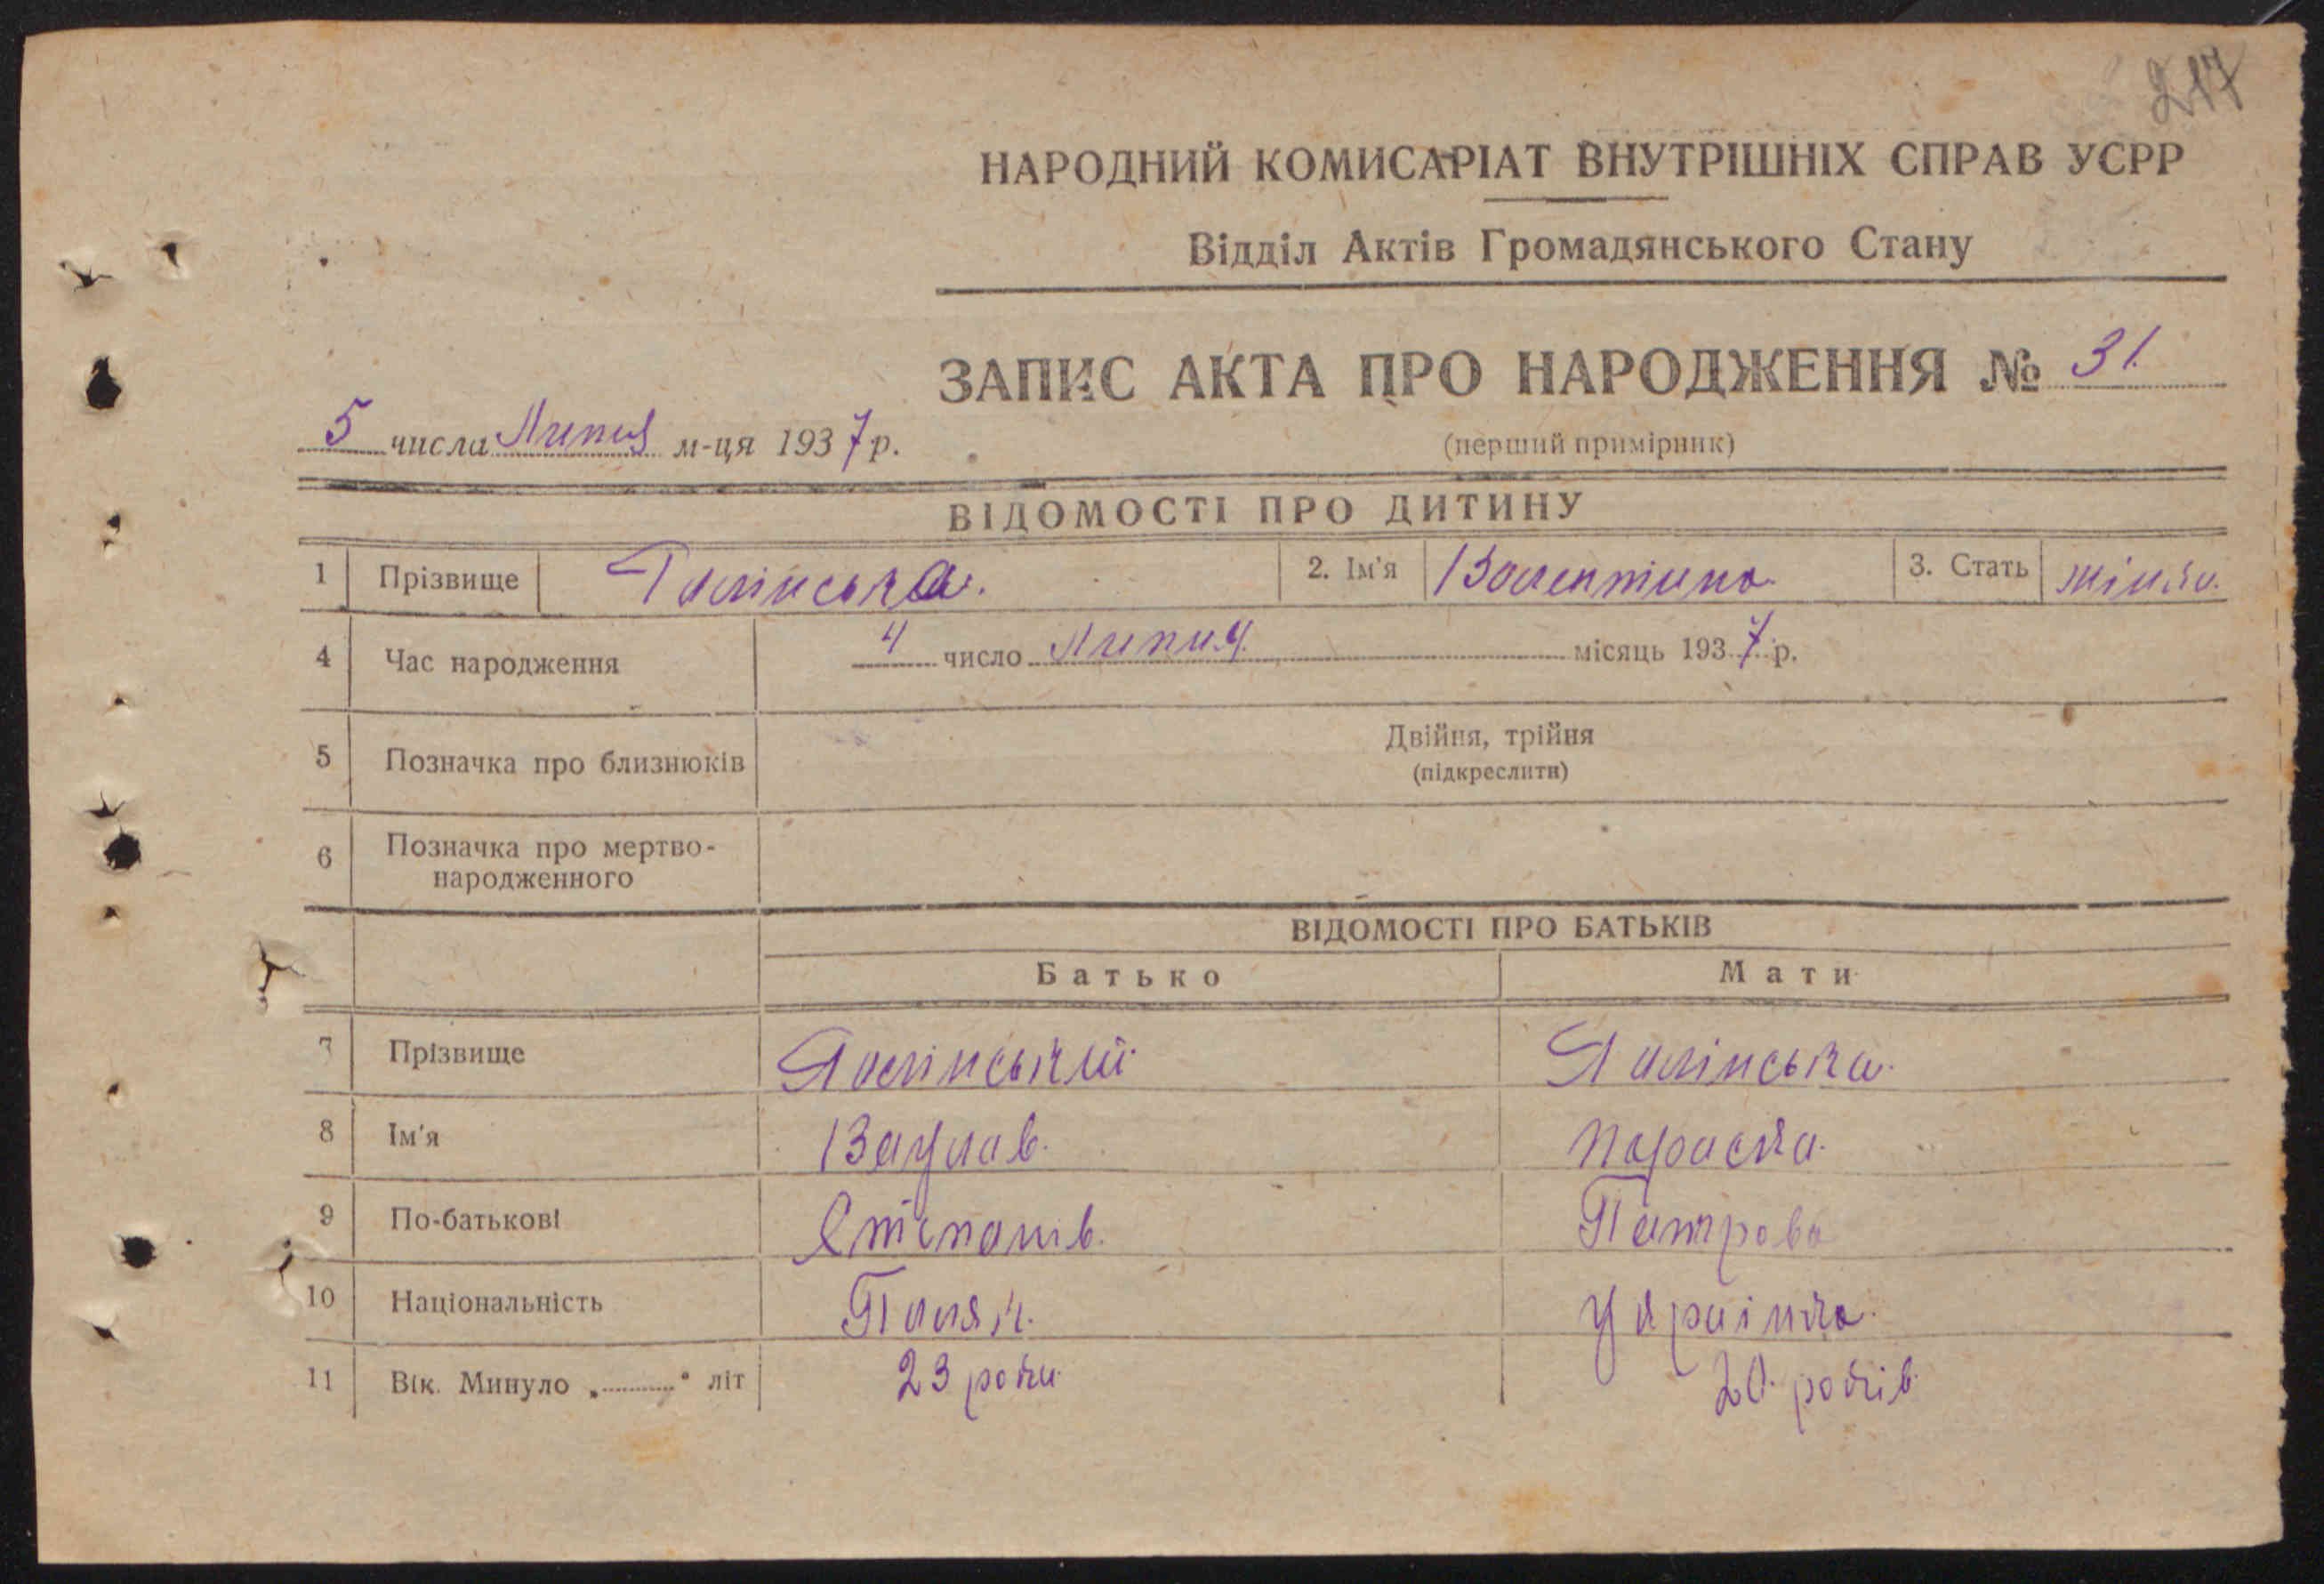 217
НАРОДНИЙ КОМИСАРІАТ ВНУТРІШНІХ СПРАВ УСРР
Відділ Актів Громадянського Стану
ЗАПИС АКТА ПРО НАРОДЖЕННЯ № 31.
5 числа Липня м-ця 1937 р.
(перший примірник)
ВІДОМОСТІ ПРО ДИТИНУ
1 Прізвище 2. Ім'я Валентина. 3. Стать жіноча.
4 Час народження 4 число Липня. місяць 1937 р.
5 Позначка про близнюків Двійня, трійня
(підкреслити)
6 Позначка про мертво-
народженного
ВІДОМОСТІ ПРО БАТЬКІВ
Батько Мати
7 Прізвище
8 Ім'я Вацлав. Параска.
9 По-батькові Степанів. Петрова
10 Національність Поляк. Українка.
11 Вік. Минуло „ " літ 23 роки 20. років.